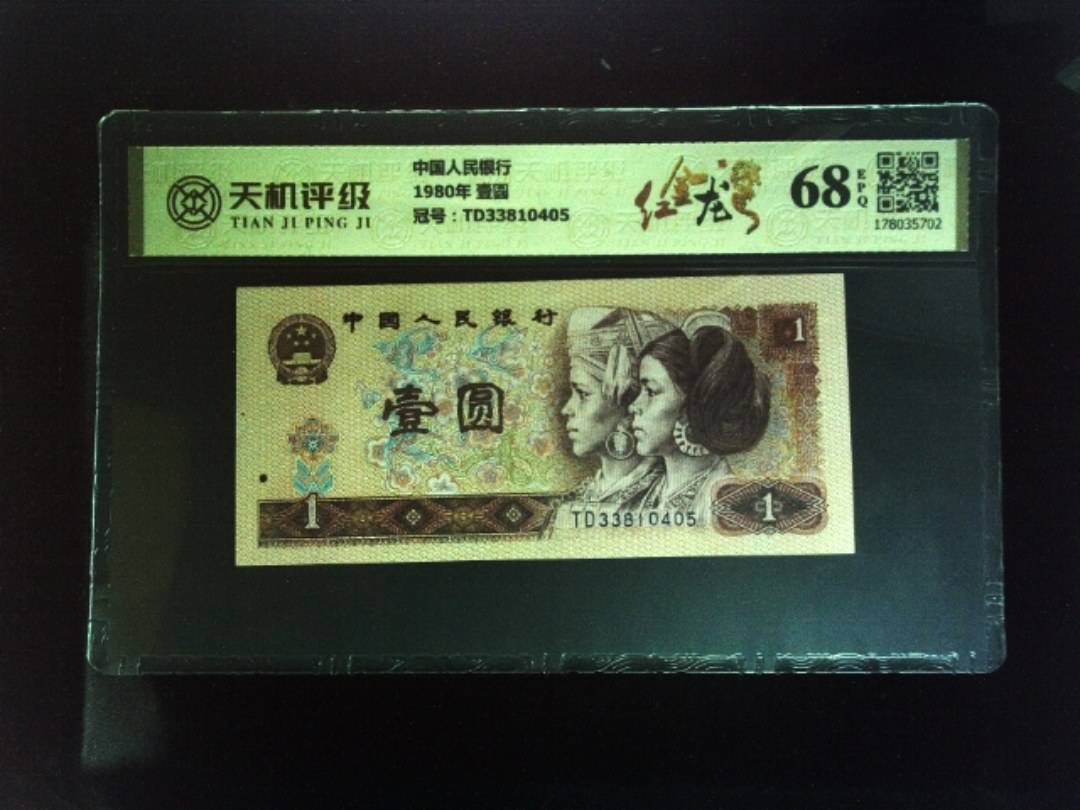 天机评级
TIAN JI PING JI
中国人民银行
1980年 壹圆
冠号：TD33810405
红金龙
68
EPQ
178035702
中国人民银行
壹圆
1
1
TD33810405
1